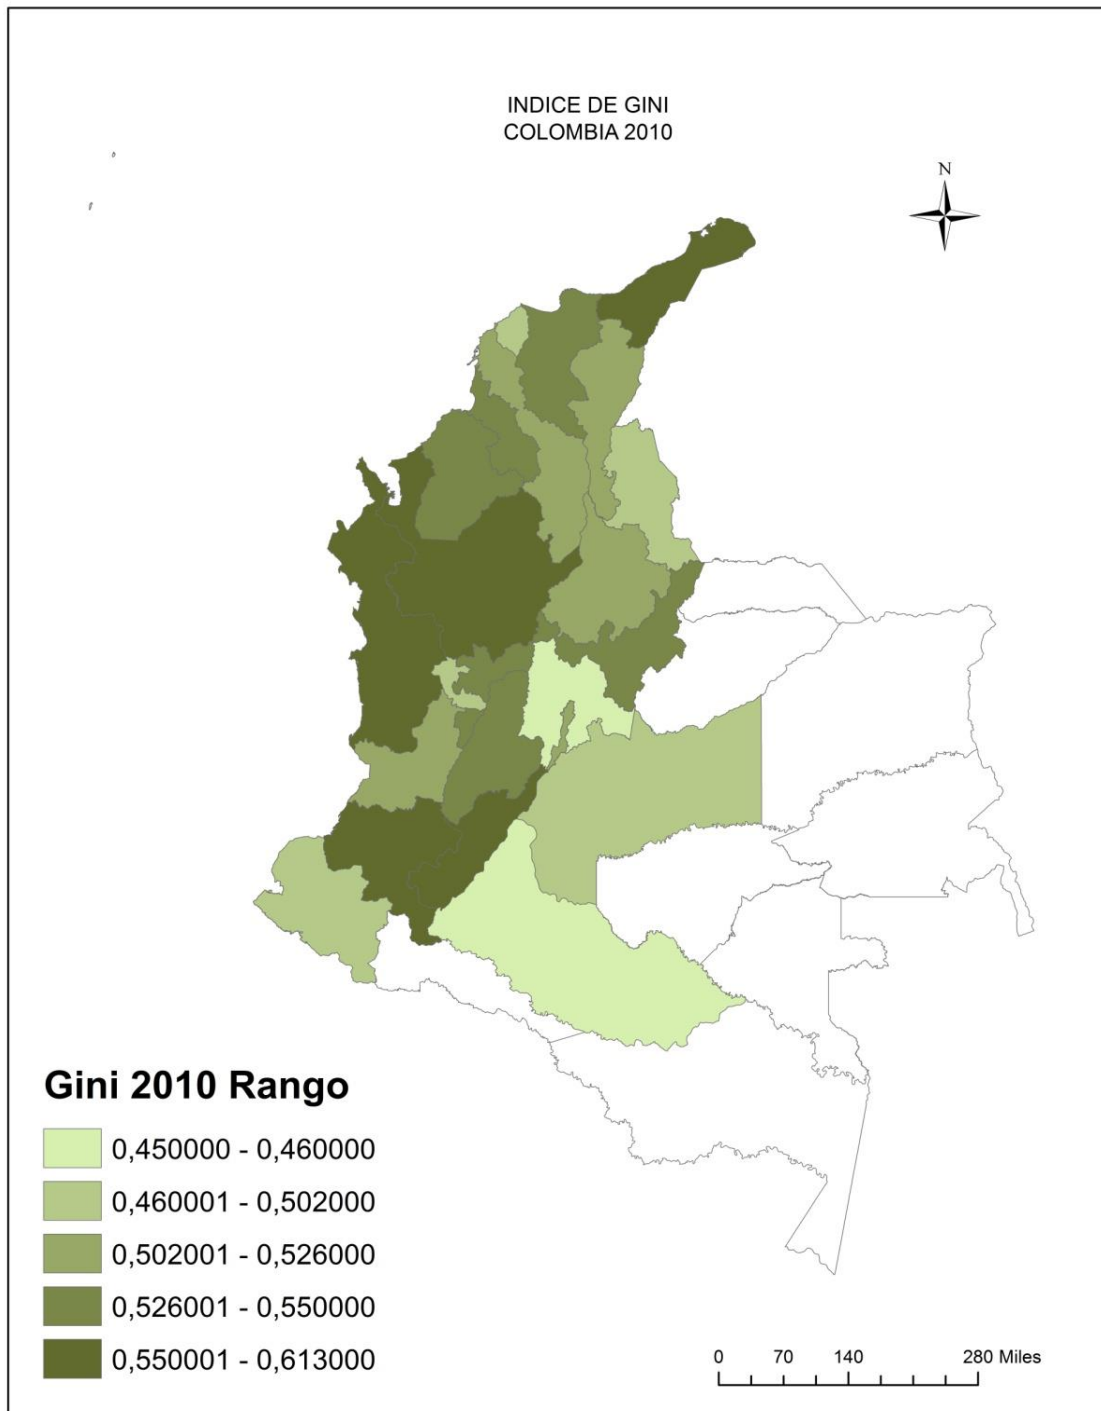 INDICE DE GINI
COLOMBIA 2010
N
Gini 2010 Rango
0,450000 - 0,460000
0,460001 - 0,502000
0,502001 - 0,526000
0,526001 - 0,550000
0,550001 - 0,613000
0 70 140 280 Miles